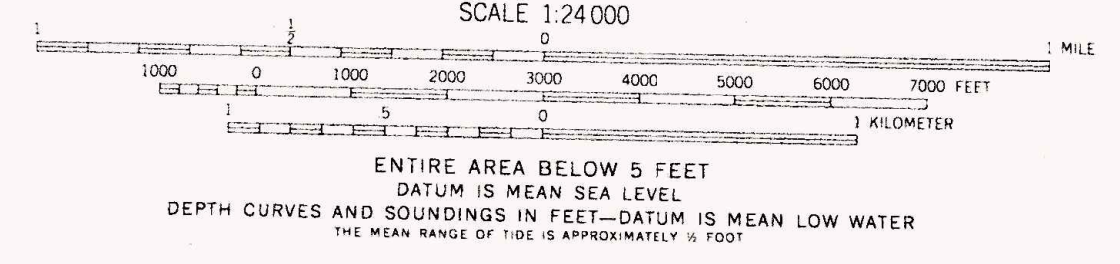 SCALE 1:24 000
1 ½ 0 1 MILE
1000 0 1000 2000 3000 4000 5000 6000 7000 FEET
1 5 0 1 KILOMETER
ENTIRE AREA BELOW 5 FEET
DATUM IS MEAN SEA LEVEL
DEPTH CURVES AND SOUNDINGS IN FEET—DATUM IS MEAN LOW WATER
THE MEAN RANGE OF TIDE IS APPROXIMATELY ½ FOOT